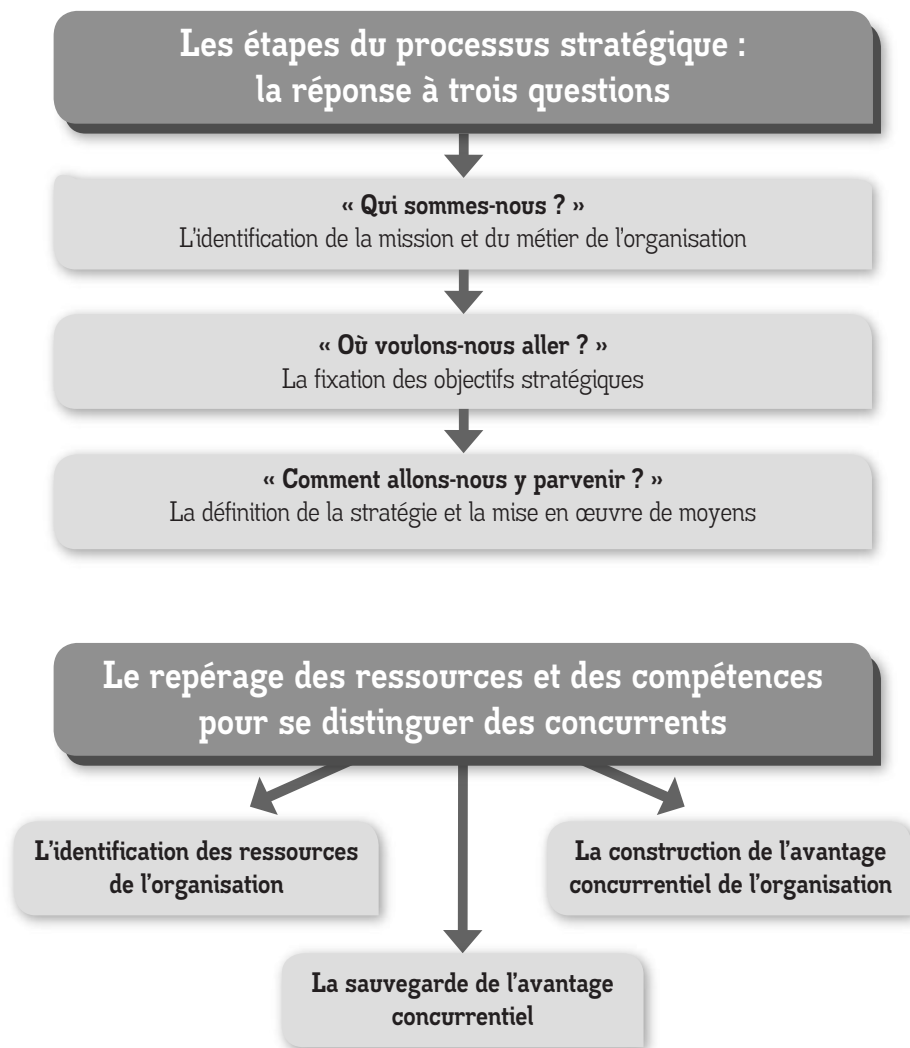 Les étapes du processus stratégique :
la réponse à trois questions
« Qui sommes-nous ? »
L'identification de la mission et du métier de l'organisation
« Où voulons-nous aller ? »
La fixation des objectifs stratégiques
« Comment allons-nous y parvenir ? »
La définition de la stratégie et la mise en œuvre de moyens
Le repérage des ressources et des compétences
pour se distinguer des concurrents
L'identification des ressources
de l'organisation
La construction de l'avantage
concurrentiel de l'organisation
La sauvegarde de l'avantage
concurrentiel